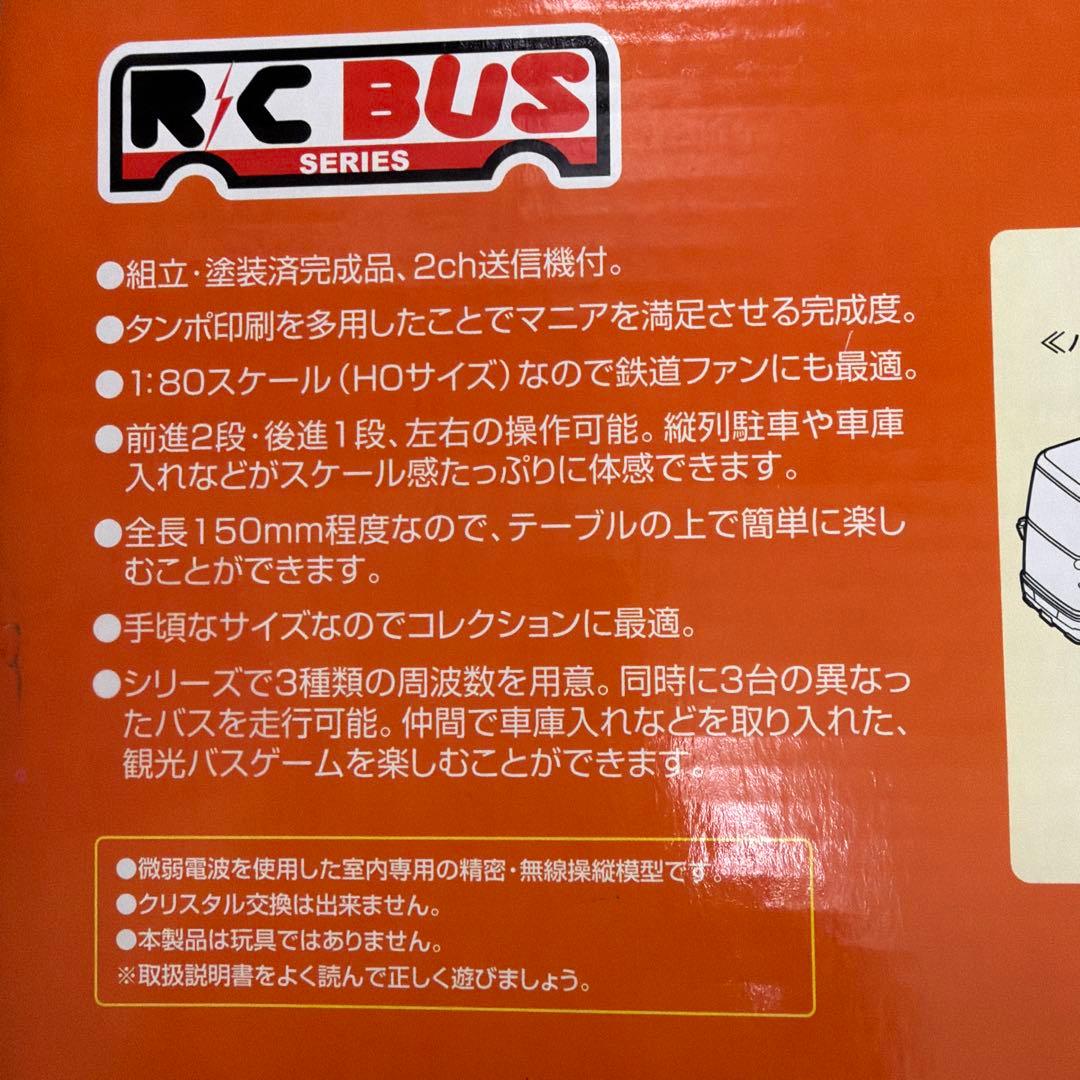 R/C BUS
SERIES
●組立・塗装済完成品、2ch送信機付。
●タンポ印刷を多用したことでマニアを満足させる完成度。
●1:80スケール(HOサイズ)なので鉄道ファンにも最適。
●前進2段・後進1段、左右の操作可能。縦列駐車や車庫
入れなどがスケール感たっぷりに体感できます。
●全長150mm程度なので、テーブルの上で簡単に楽し
むことができます。
●手頃なサイズなのでコレクションに最適。
●シリーズで3種類の周波数を用意。同時に3台の異なっ
たバスを走行可能。仲間で車庫入れなどを取り入れた、
観光バスゲームを楽しむことができます。
●微弱電波を使用した室内専用の精密・無線操縦模型です。
●クリスタル交換は出来ません。
●本製品は玩具ではありません。
※取扱説明書をよく読んで正しく遊びましょう。